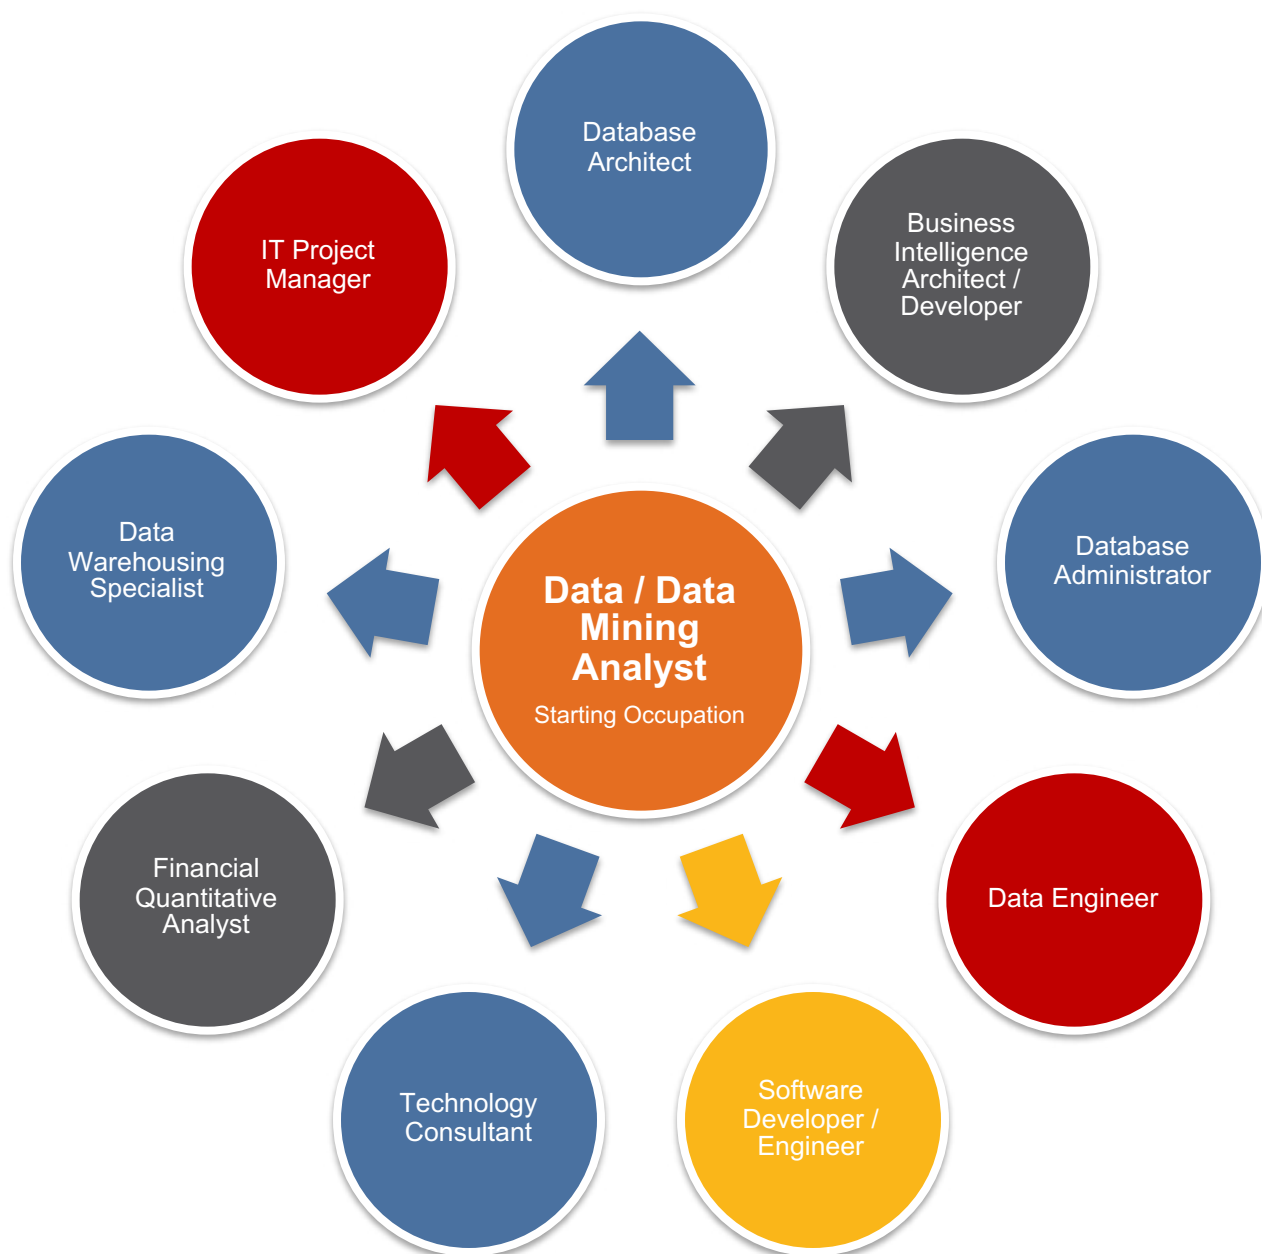 Database
Architect
Business
Intelligence
Architect /
Developer
IT Project
Manager
Data
Warehousing
Specialist
Database
Administrator
Data / Data
Mining
Analyst
Starting Occupation
Financial
Quantitative
Analyst
Data Engineer
Technology
Consultant
Software
Developer /
Engineer